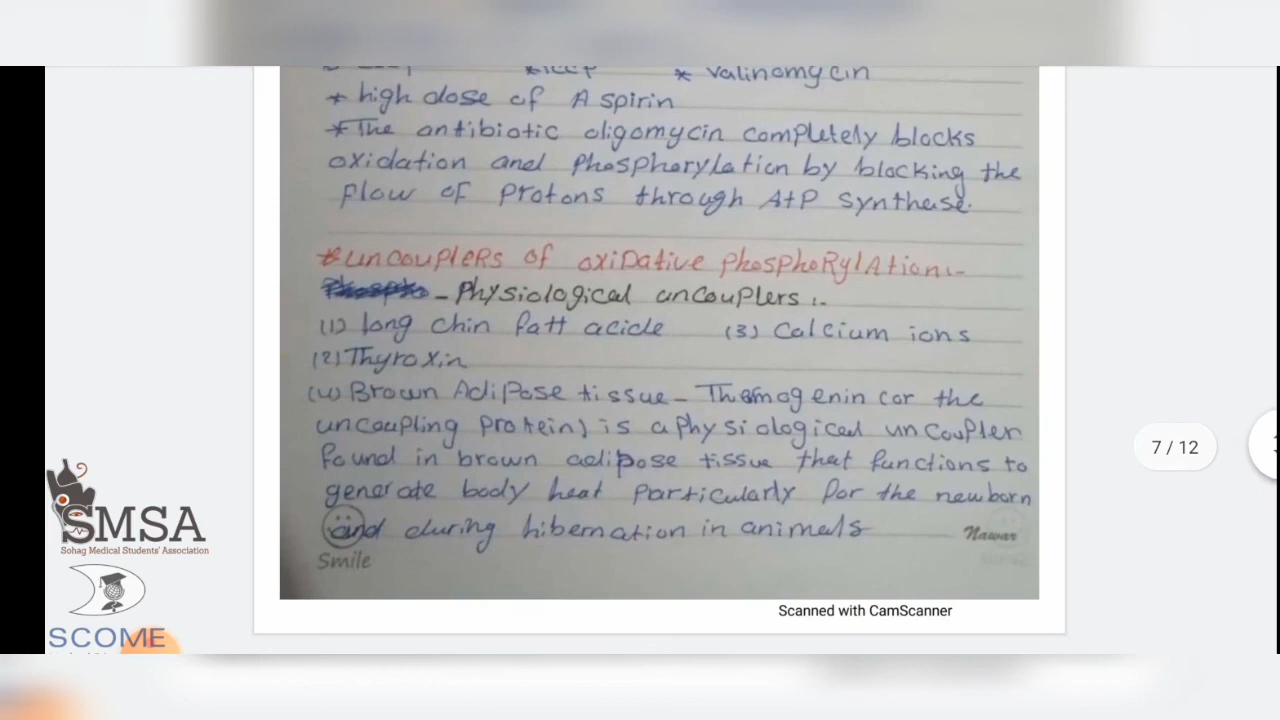 * Valinomycin
* high dose of Aspirin
* The antibiotic oligomycin completely blocks
oxidation and phosphorylation by blocking the
flow of protons through AtP synthase.
* uncouplers of oxidative phosphorylation:-
- physiological uncouplers :-
(1) long chin fatt acide (3) Calcium ions
(2) Thyroxin
(4) Brown Adipose tissue - Themogenin cor the
uncoupling protein) is a physiological uncoupler
found in brown adipose tissue that functions to
generate body heat particularly for the newborn
and during hibernation in animals
Smile
Nawar
Scanned with CamScanner
7 / 12
SMSA
Sohag Medical Students' Association
SCOME